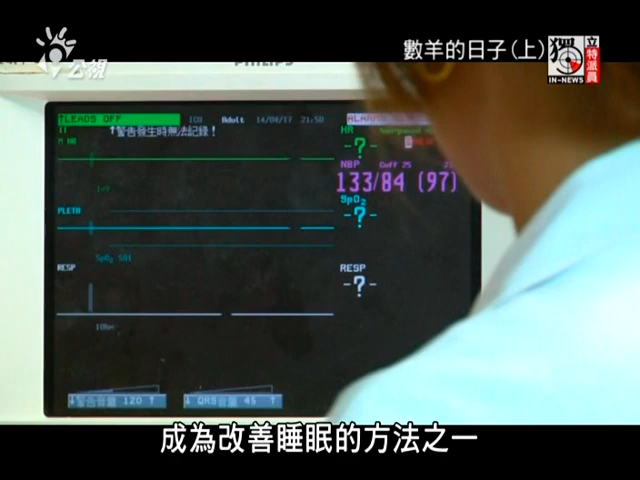 公視
數羊的日子(上)
獨立特派員
IN-NEWS
PHILIPS
LEADS OFF
ICU Adult 14/04/17 21:50
警告發生時無法記錄!
HR
-?-
NBP Cuff 25
133/84 (97)
PLETH
SpO₂
-?-
RESP
RESP
-?-
↓警告音量 120 ↑
↓QRS音量 45 ↑
成為改善睡眠的方法之一